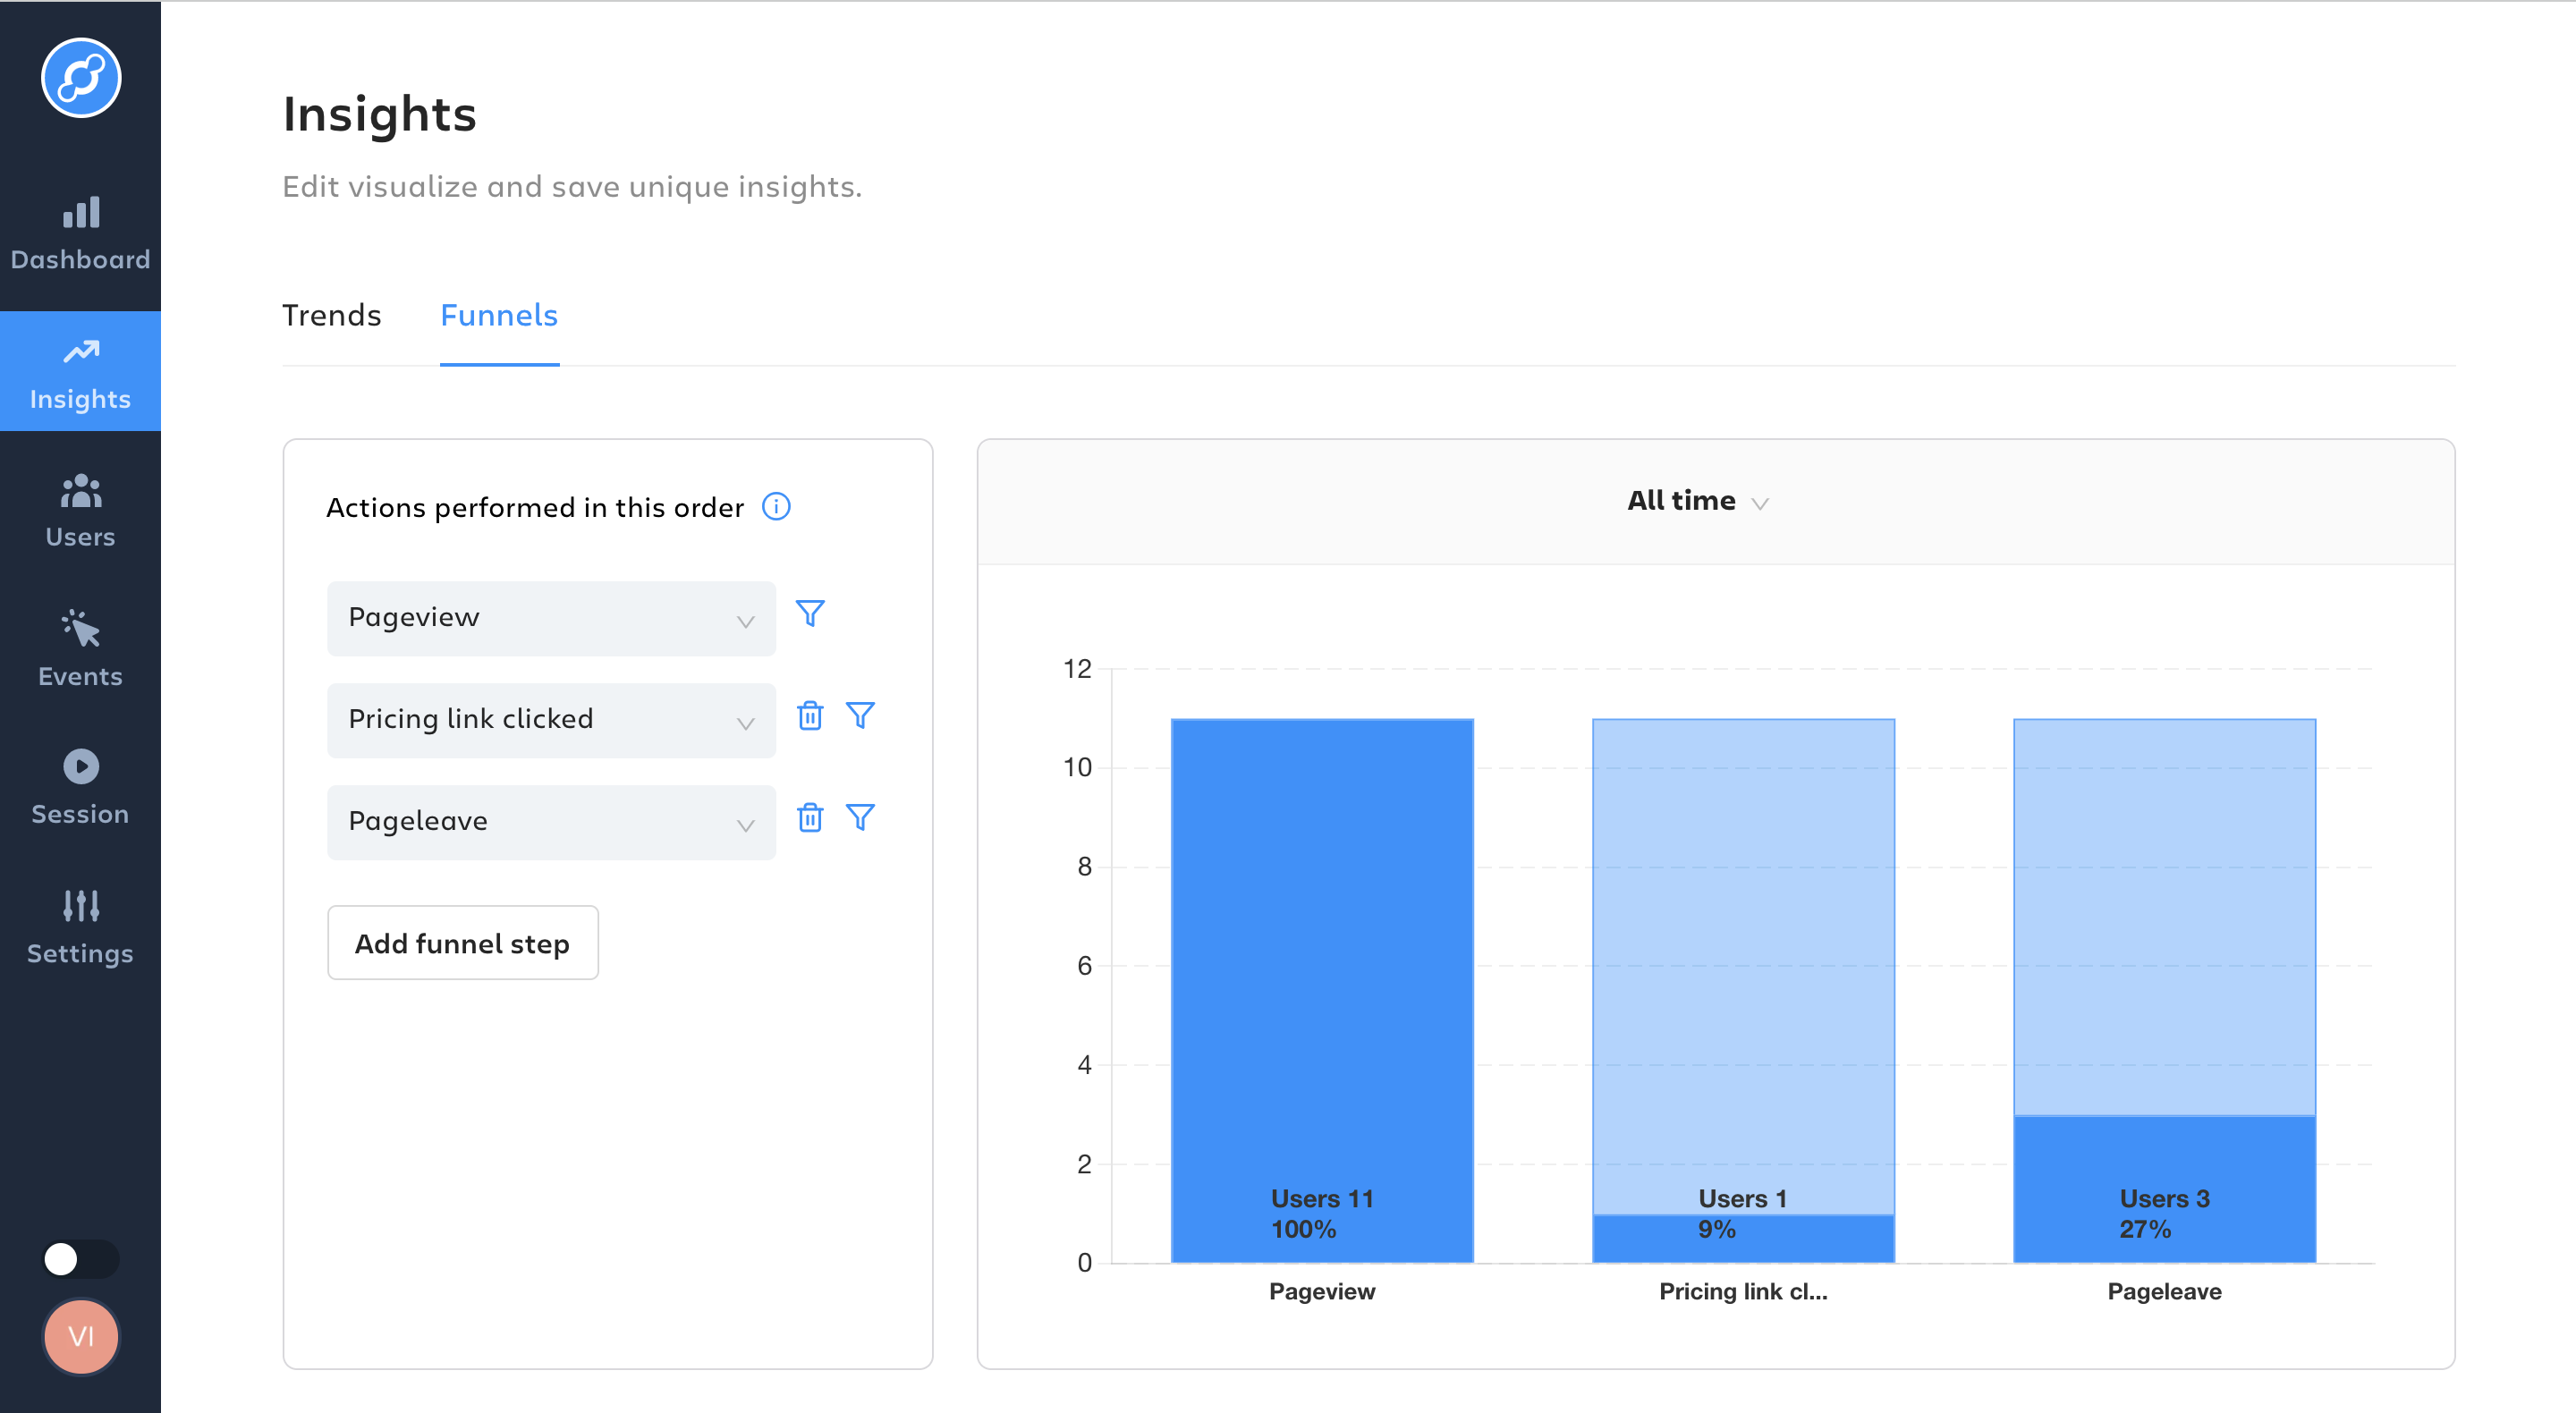 Dashboard
Insights
Users
Events
Session
Settings
VI
Insights
Edit visualize and save unique insights.
Trends
Funnels
Actions performed in this order
Pageview
Pricing link clicked
Pageleave
Add funnel step
All time
12
10
8
6
4
2
0
Users 11
100%
Users 1
9%
Users 3
27%
Pageview
Pricing link cl...
Pageleave